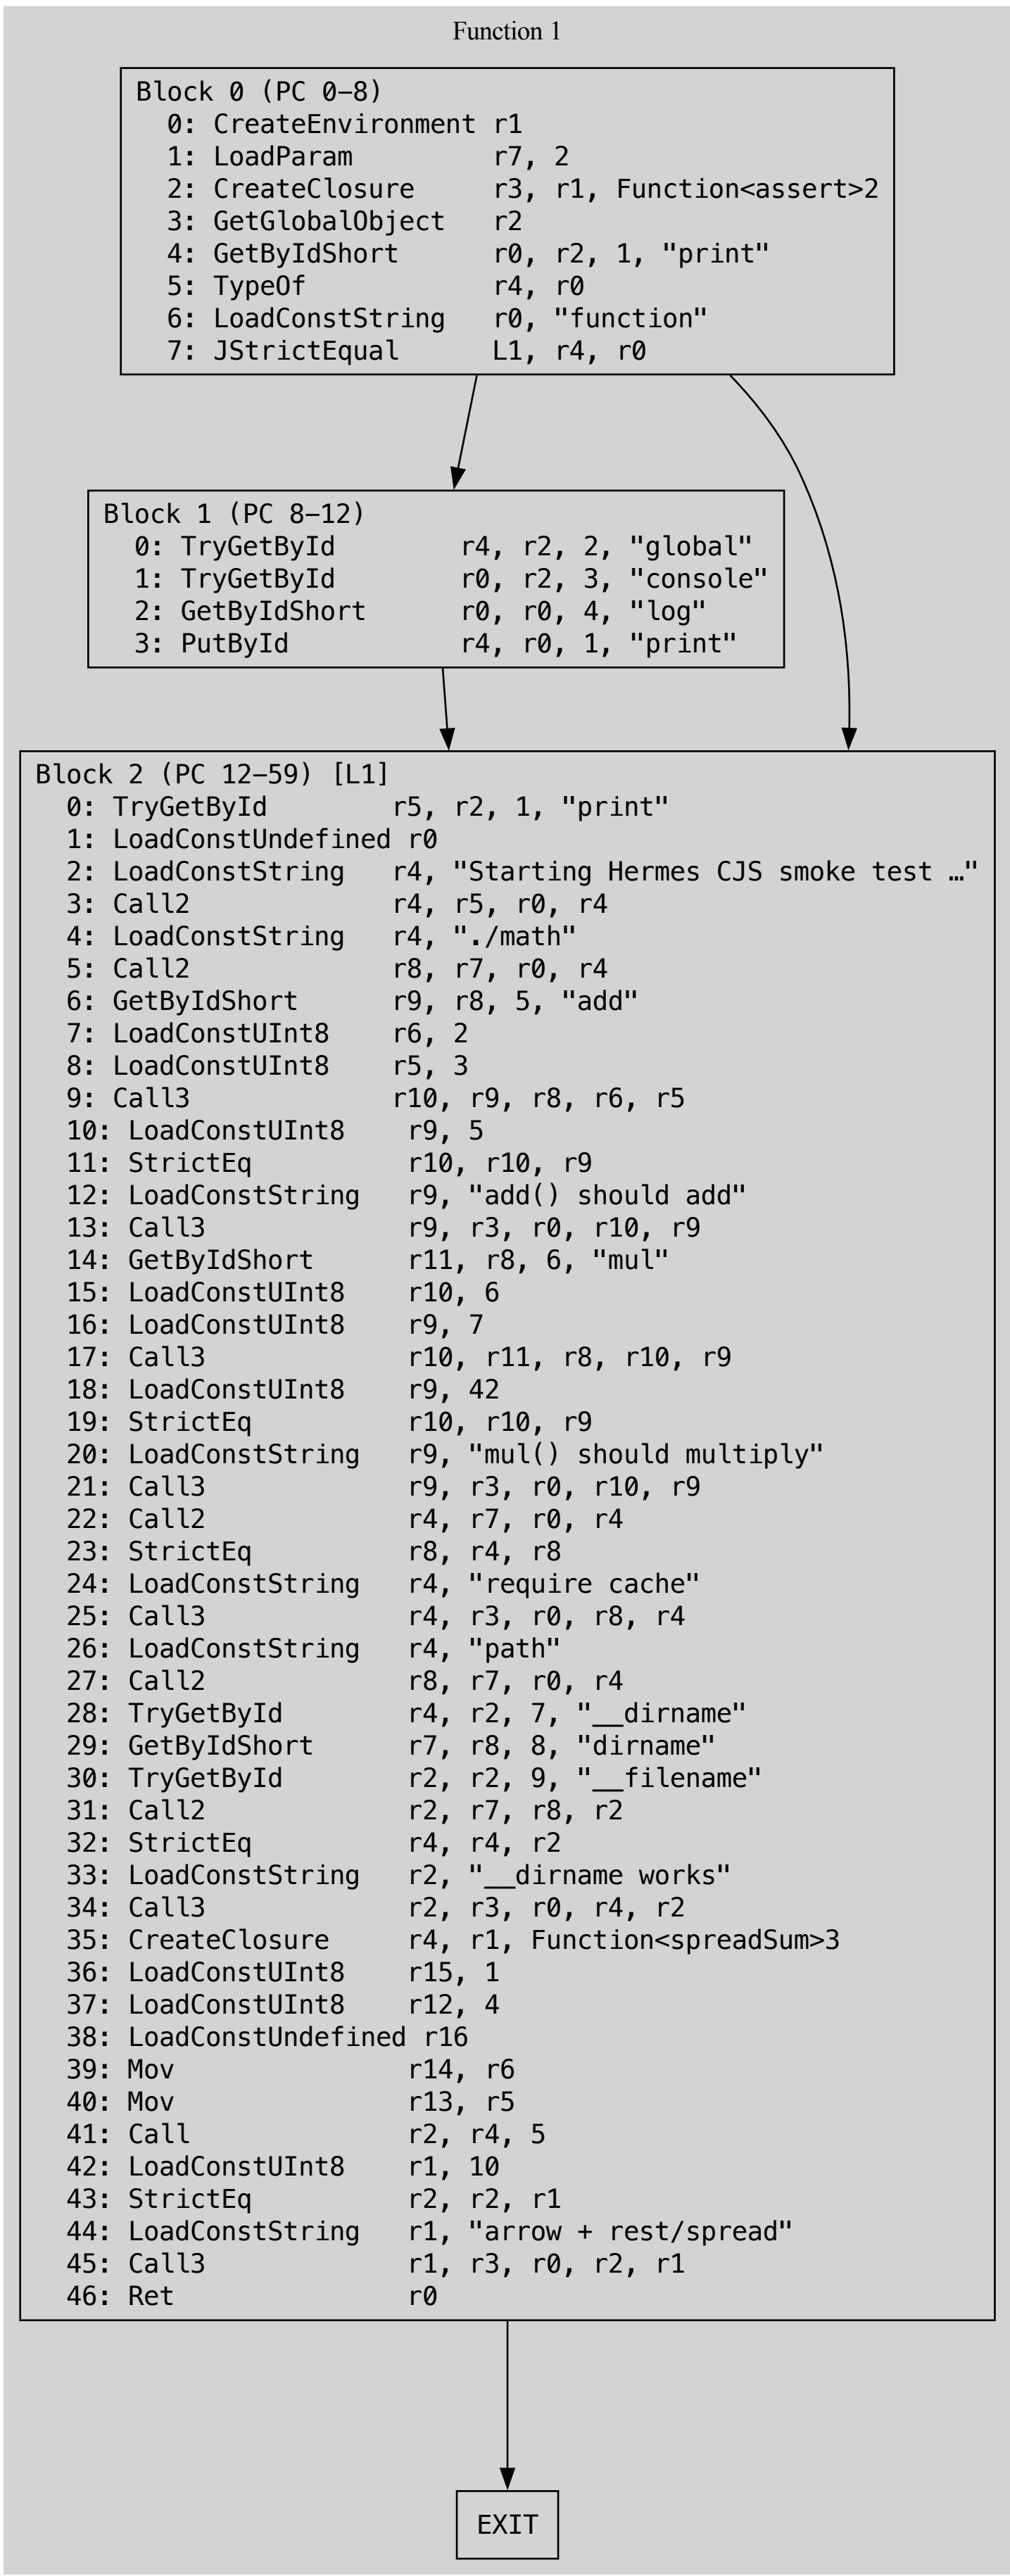 Function 1
Block 0 (PC 0–8)
0: CreateEnvironment r1
1: LoadParam r7, 2
2: CreateClosure r3, r1, Function<assert>2
3: GetGlobalObject r2
4: GetByIdShort r0, r2, 1, "print"
5: TypeOf r4, r0
6: LoadConstString r0, "function"
7: JStrictEqual L1, r4, r0
Block 1 (PC 8–12)
0: TryGetById r4, r2, 2, "global"
1: TryGetById r0, r2, 3, "console"
2: GetByIdShort r0, r0, 4, "log"
3: PutById r4, r0, 1, "print"
Block 2 (PC 12–59) [L1]
0: TryGetById r5, r2, 1, "print"
1: LoadConstUndefined r0
2: LoadConstString r4, "Starting Hermes CJS smoke test …"
3: Call2 r4, r5, r0, r4
4: LoadConstString r4, "./math"
5: Call2 r8, r7, r0, r4
6: GetByIdShort r9, r8, 5, "add"
7: LoadConstUInt8 r6, 2
8: LoadConstUInt8 r5, 3
9: Call3 r10, r9, r8, r6, r5
10: LoadConstUInt8 r9, 5
11: StrictEq r10, r10, r9
12: LoadConstString r9, "add() should add"
13: Call3 r9, r3, r0, r10, r9
14: GetByIdShort r11, r8, 6, "mul"
15: LoadConstUInt8 r10, 6
16: LoadConstUInt8 r9, 7
17: Call3 r10, r11, r8, r10, r9
18: LoadConstUInt8 r9, 42
19: StrictEq r10, r10, r9
20: LoadConstString r9, "mul() should multiply"
21: Call3 r9, r3, r0, r10, r9
22: Call2 r4, r7, r0, r4
23: StrictEq r8, r4, r8
24: LoadConstString r4, "require cache"
25: Call3 r4, r3, r0, r8, r4
26: LoadConstString r4, "path"
27: Call2 r8, r7, r0, r4
28: TryGetById r4, r2, 7, "__dirname"
29: GetByIdShort r7, r8, 8, "dirname"
30: TryGetById r2, r2, 9, "__filename"
31: Call2 r2, r7, r8, r2
32: StrictEq r4, r4, r2
33: LoadConstString r2, "__dirname works"
34: Call3 r2, r3, r0, r4, r2
35: CreateClosure r4, r1, Function<spreadSum>3
36: LoadConstUInt8 r15, 1
37: LoadConstUInt8 r12, 4
38: LoadConstUndefined r16
39: Mov r14, r6
40: Mov r13, r5
41: Call r2, r4, 5
42: LoadConstUInt8 r1, 10
43: StrictEq r2, r2, r1
44: LoadConstString r1, "arrow + rest/spread"
45: Call3 r1, r3, r0, r2, r1
46: Ret r0
EXIT